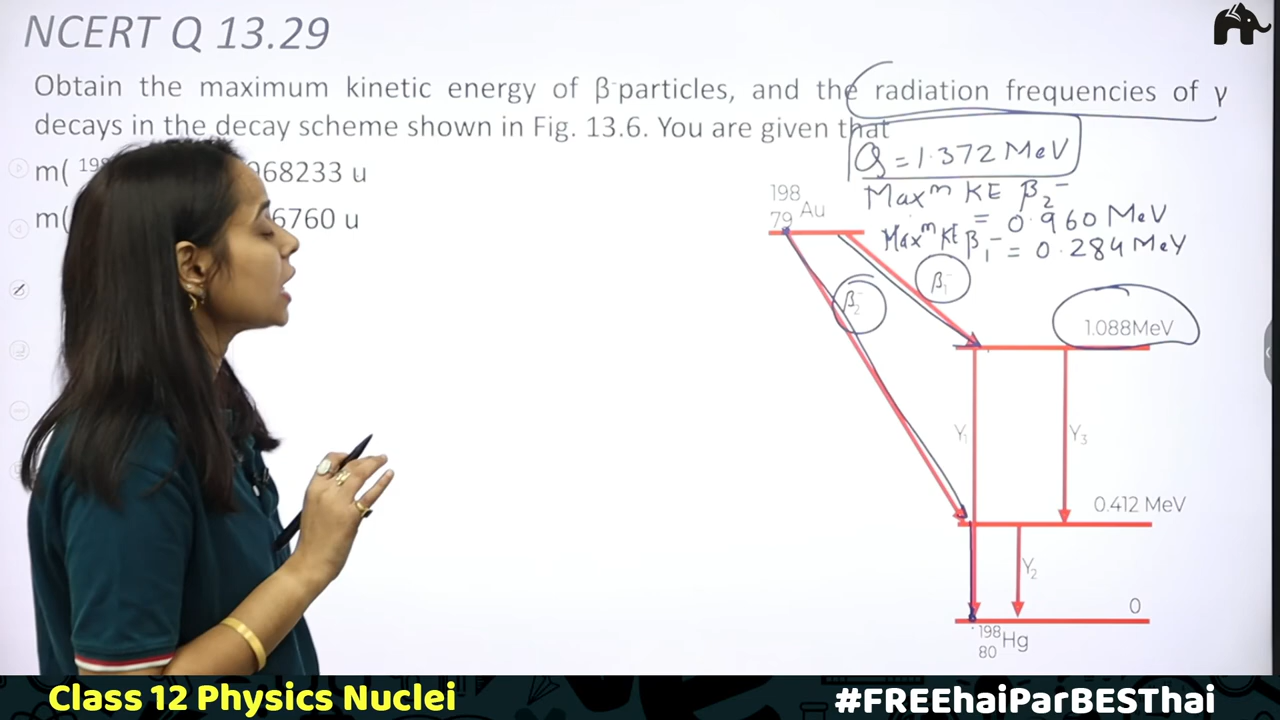 NCERT Q 13.29
Obtain the maximum kinetic energy of β⁻particles, and the radiation frequencies of γ
decays in the decay scheme shown in Fig. 13.6. You are given that
m( 198 968233 u
m( 6760 u
Q = 1.372 MeV
Maxᵐ KE β₂⁻
= 0.960 MeV
Maxᵐ KE β₁⁻ = 0.284 MeV
198
79 Au
β₁⁻
β₂⁻
1.088MeV
γ₁
γ₃
0.412 MeV
γ₂
0
198
80 Hg
Class 12 Physics Nuclei
#FREEhaiParBESThai